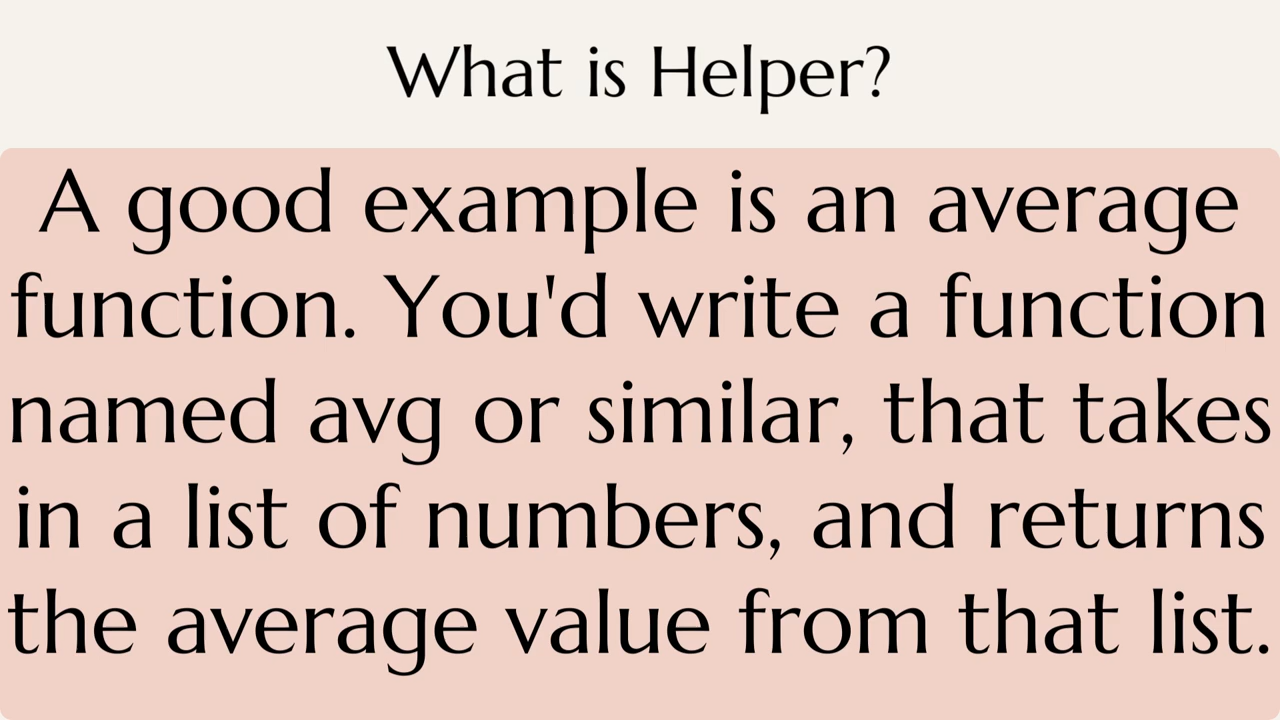 What is Helper?
A good example is an average
function. You'd write a function
named avg or similar, that takes
in a list of numbers, and returns
the average value from that list.